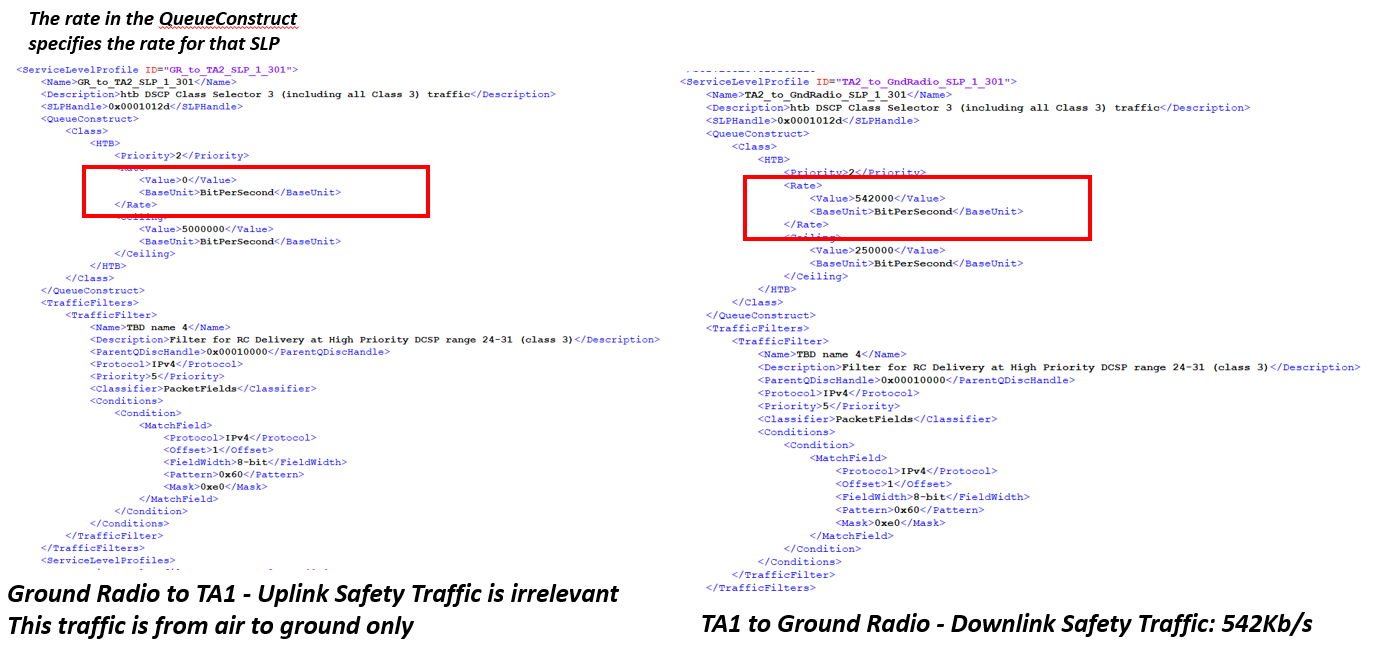 The rate in the QueueConstruct
specifies the rate for that SLP
<ServiceLevelProfile ID="GR_to_TA2_SLP_1_301">
<Name>GR_to_TA2_SLP_1_301</Name>
<Description>htb DSCP Class Selector 3 (including all Class 3) traffic</Description>
<SLPHandle>0x0001012d</SLPHandle>
<QueueConstruct>
<Class>
<HTB>
<Priority>2</Priority>
<Rate>
<Value>0</Value>
<BaseUnit>BitPerSecond</BaseUnit>
</Rate>
<Ceiling>
<Value>5000000</Value>
<BaseUnit>BitPerSecond</BaseUnit>
</Ceiling>
</HTB>
</Class>
</QueueConstruct>
<TrafficFilters>
<TrafficFilter>
<Name>TBD name 4</Name>
<Description>Filter for RC Delivery at High Priority DCSP range 24-31 (class 3)</Description>
<ParentQDiscHandle>0x00010000</ParentQDiscHandle>
<Protocol>IPv4</Protocol>
<Priority>5</Priority>
<Classifier>PacketFields</Classifier>
<Conditions>
<Condition>
<MatchField>
<Protocol>IPv4</Protocol>
<Offset>1</Offset>
<FieldWidth>8-bit</FieldWidth>
<Pattern>0x60</Pattern>
<Mask>0xe0</Mask>
</MatchField>
</Condition>
</Conditions>
</TrafficFilter>
</TrafficFilters>
<ServiceLevelProfiles>
Ground Radio to TA1 - Uplink Safety Traffic is irrelevant
This traffic is from air to ground only
<ServiceLevelProfile ID="TA2_to_GndRadio_SLP_1_301">
<Name>TA2_to_GndRadio_SLP_1_301</Name>
<Description>htb DSCP Class Selector 3 (including all Class 3) traffic</Description>
<SLPHandle>0x0001012d</SLPHandle>
<QueueConstruct>
<Class>
<HTB>
<Priority>2</Priority>
<Rate>
<Value>542000</Value>
<BaseUnit>BitPerSecond</BaseUnit>
</Rate>
<Ceiling>
<Value>250000</Value>
<BaseUnit>BitPerSecond</BaseUnit>
</Ceiling>
</HTB>
</Class>
</QueueConstruct>
<TrafficFilters>
<TrafficFilter>
<Name>TBD name 4</Name>
<Description>Filter for RC Delivery at High Priority DCSP range 24-31 (class 3)</Description>
<ParentQDiscHandle>0x00010000</ParentQDiscHandle>
<Protocol>IPv4</Protocol>
<Priority>5</Priority>
<Classifier>PacketFields</Classifier>
<Conditions>
<Condition>
<MatchField>
<Protocol>IPv4</Protocol>
<Offset>1</Offset>
<FieldWidth>8-bit</FieldWidth>
<Pattern>0x60</Pattern>
<Mask>0xe0</Mask>
</MatchField>
</Condition>
</Conditions>
</TrafficFilter>
</TrafficFilters>
TA1 to Ground Radio - Downlink Safety Traffic: 542Kb/s